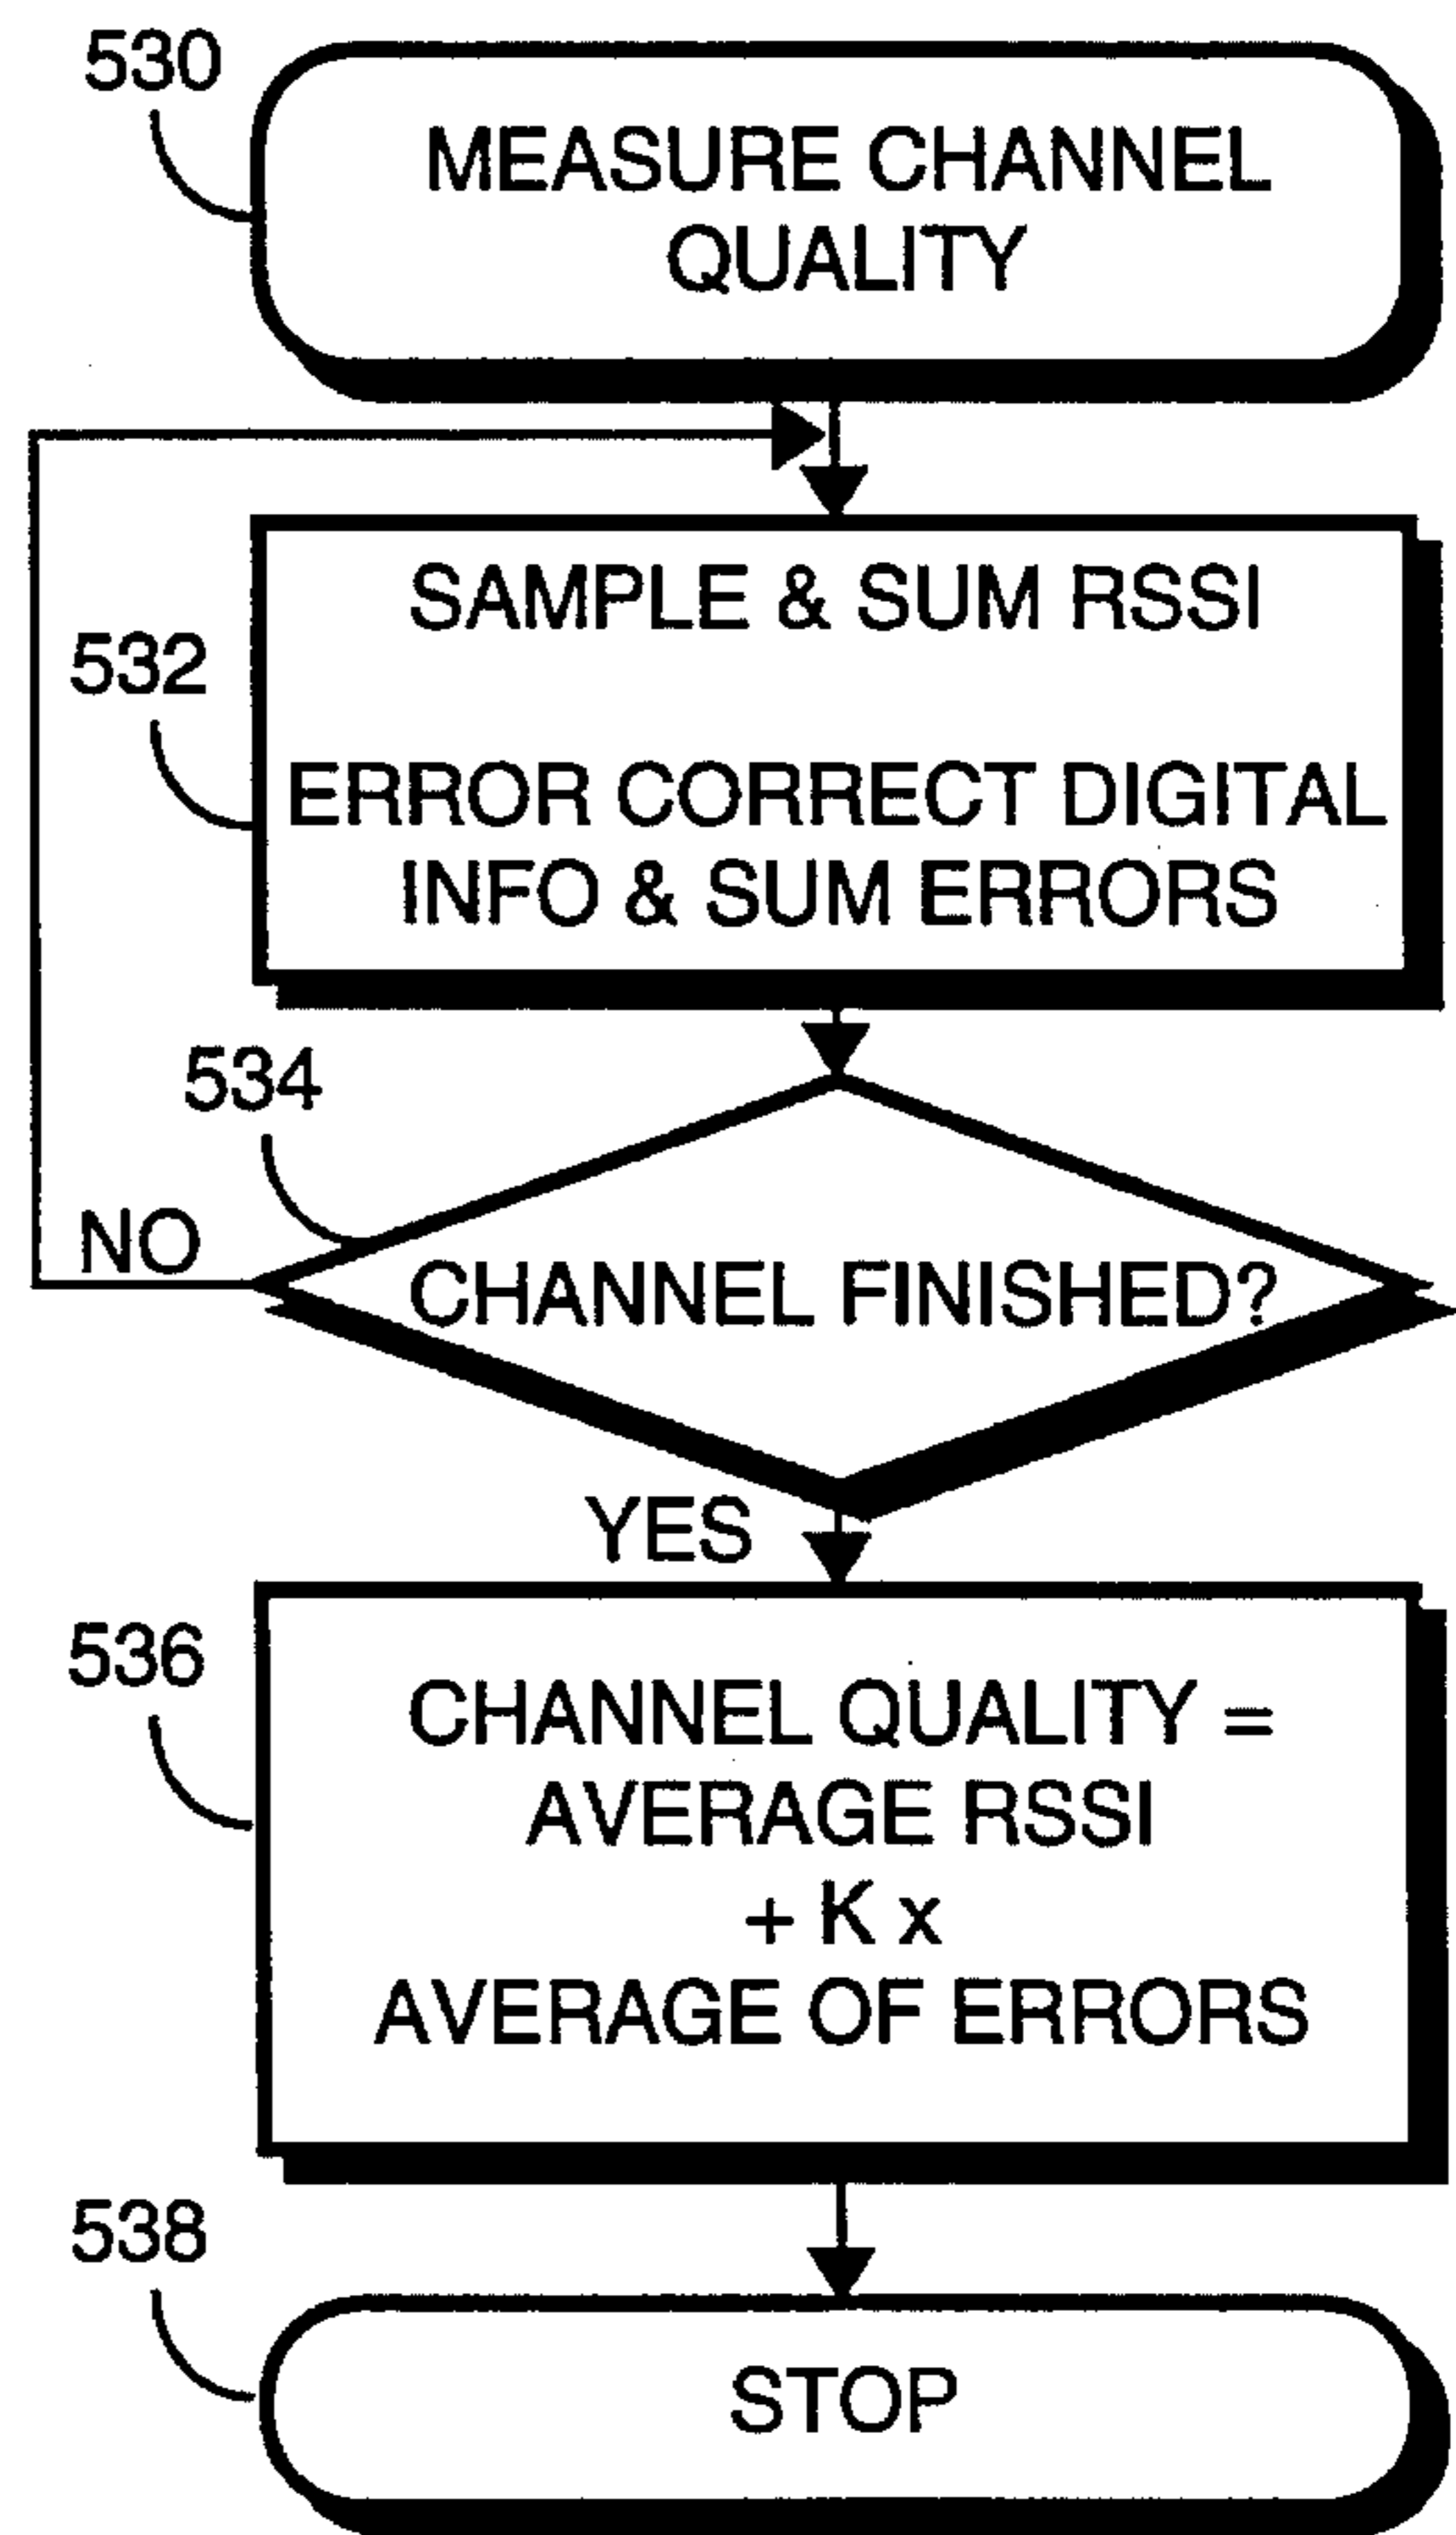 530
MEASURE CHANNEL
QUALITY
SAMPLE & SUM RSSI
532
ERROR CORRECT DIGITAL
INFO & SUM ERRORS
534
NO
CHANNEL FINISHED?
YES
536
CHANNEL QUALITY =
AVERAGE RSSI
+ K x
AVERAGE OF ERRORS
538
STOP